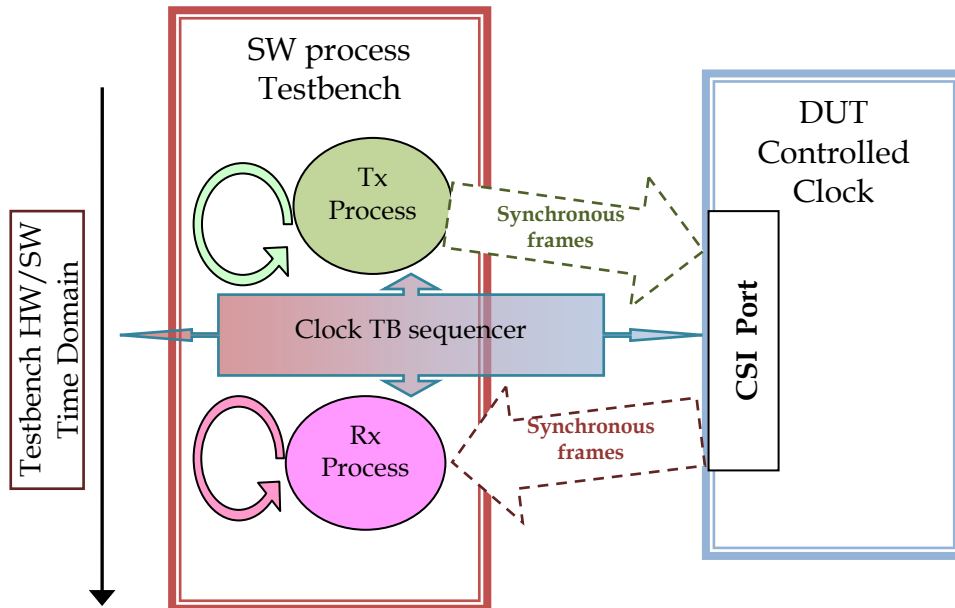 SW process
Testbench
DUT
Controlled
Clock
Tx
Process
Synchronous
frames
Testbench HW/SW
Time Domain
Clock TB sequencer
CSI Port
Rx
Process
Synchronous
frames